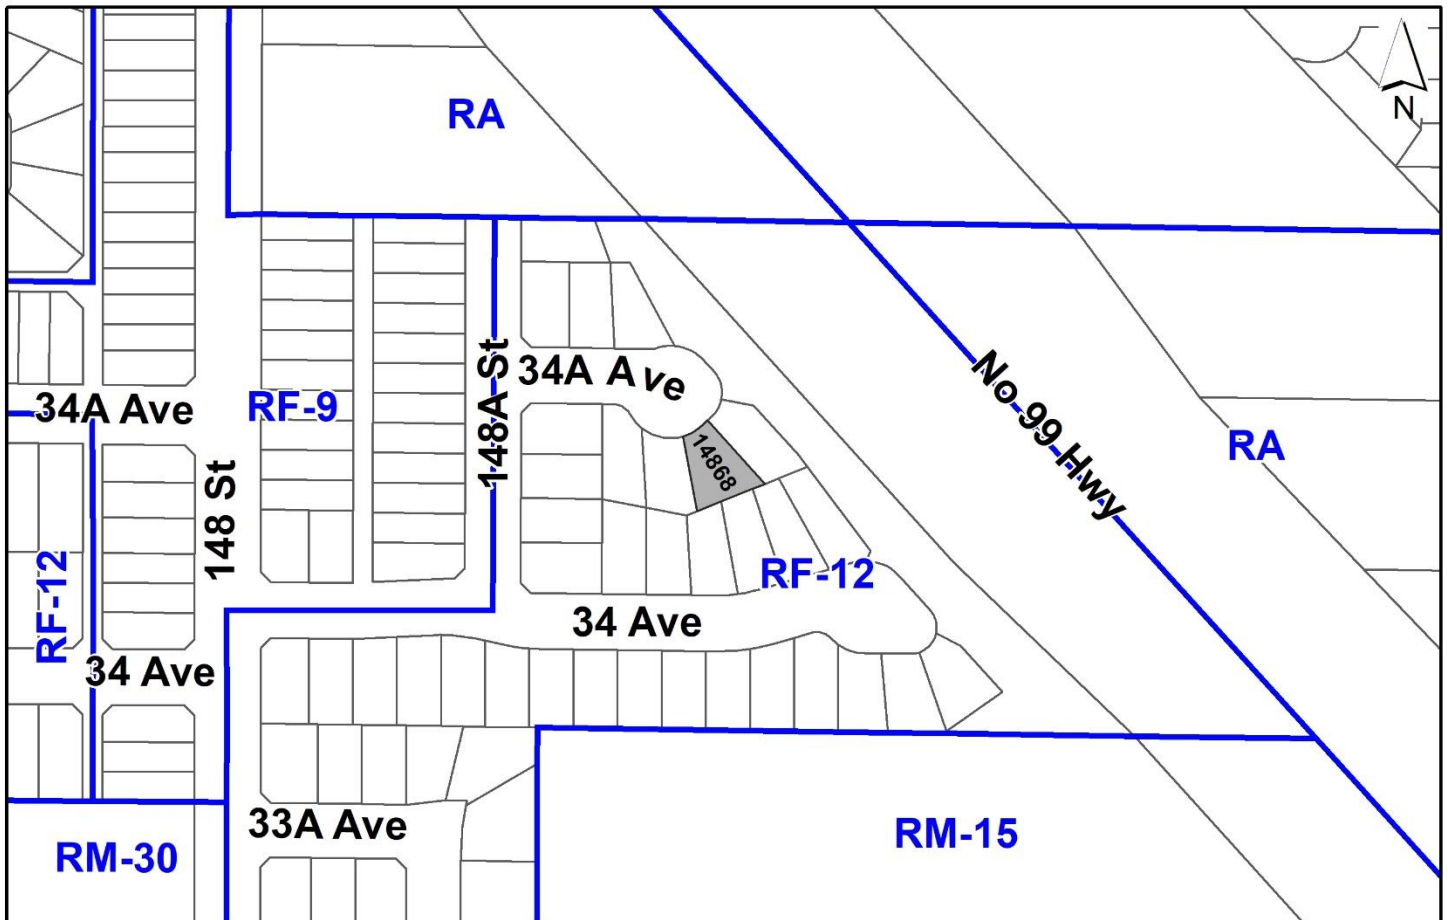 N
RA
34A Ave
148A St
34A Ave
RF-9
No 99 Hwy
RA
14868
148 St
RF-12
RF-12
34 Ave
34 Ave
33A Ave
RM-15
RM-30